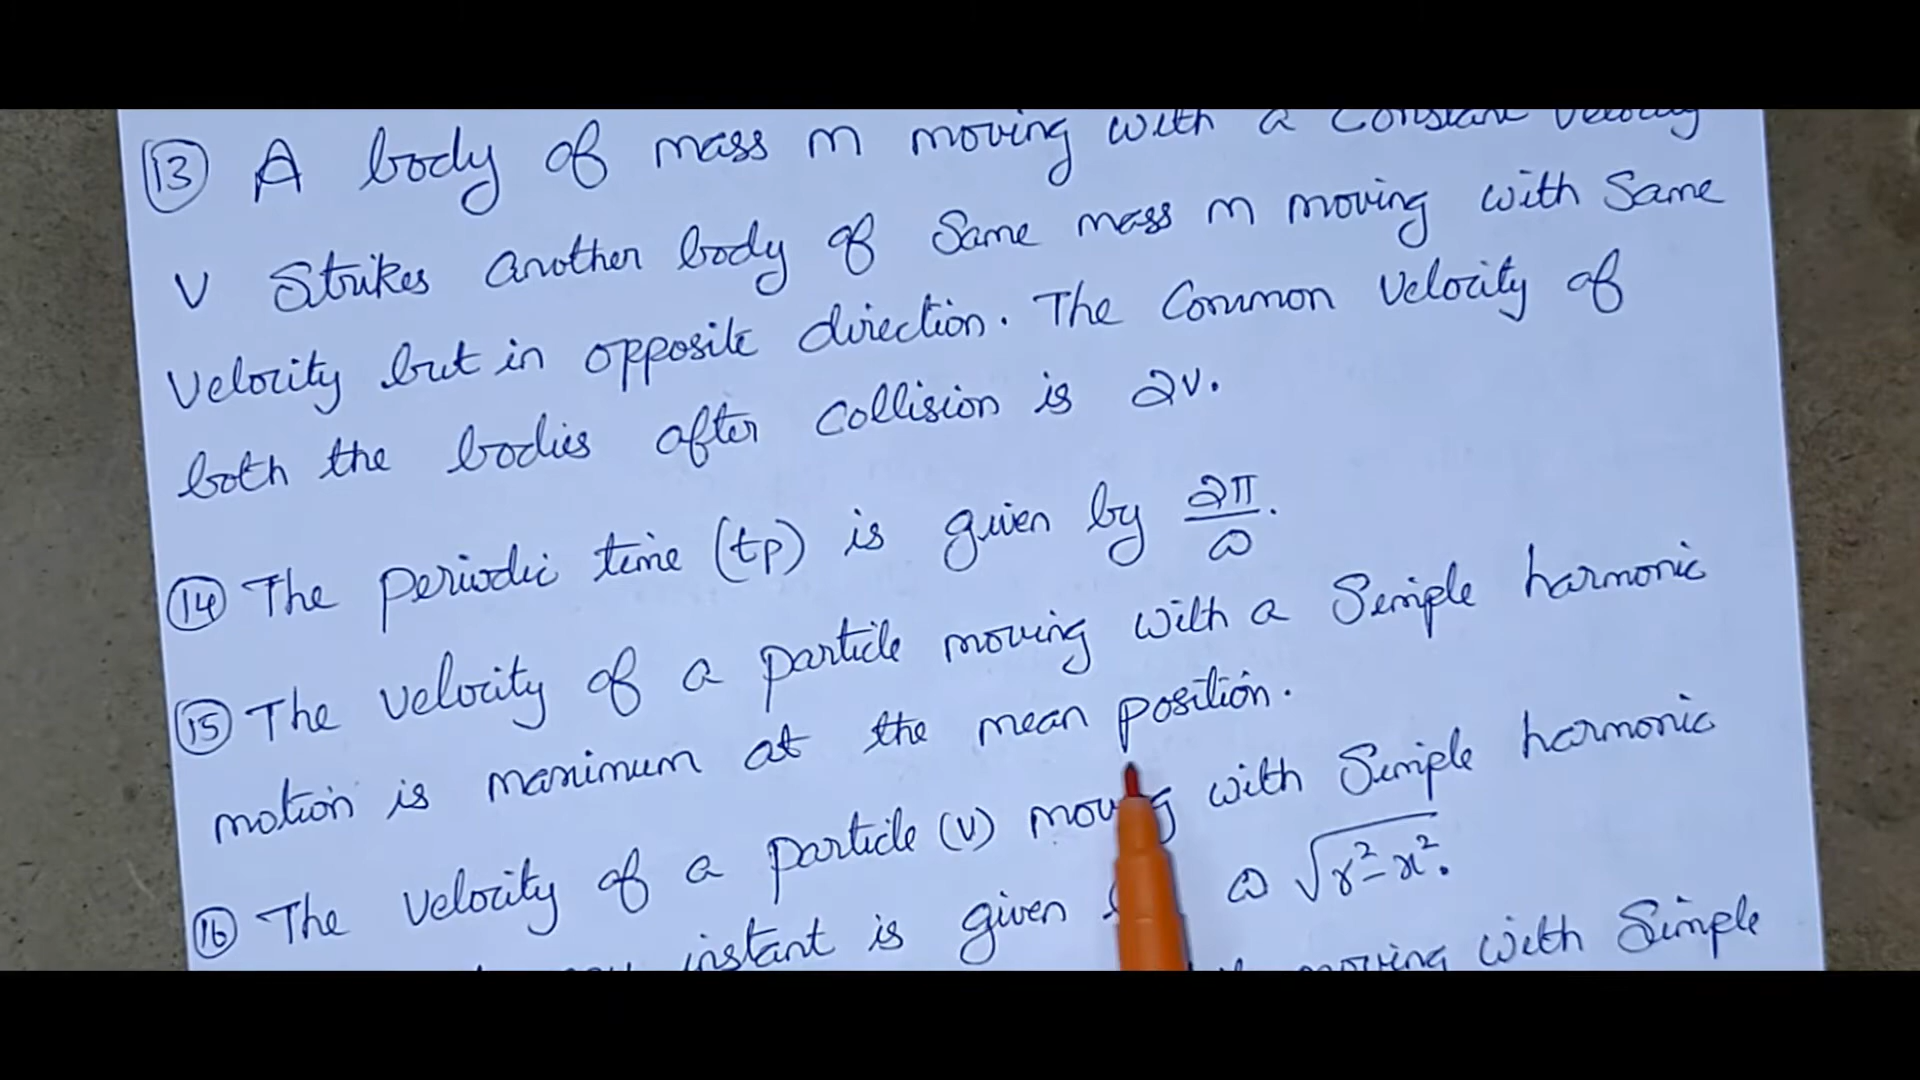 13 A body of mass m moving with a constant velocity
V Strikes another body of Same mass m moving with Same
Velocity but in opposite direction. The Common Velocity of
both the bodies after Collision is 2V.
14 The periodic time (tp) is given by 2π/ω.
15 The velocity of a particle moving with a Simple harmonic
motion is maximum at the mean position.
16 The velocity of a particle (v) moving with Simple harmonic
instant is given ω √r²-x².
moving with Simple